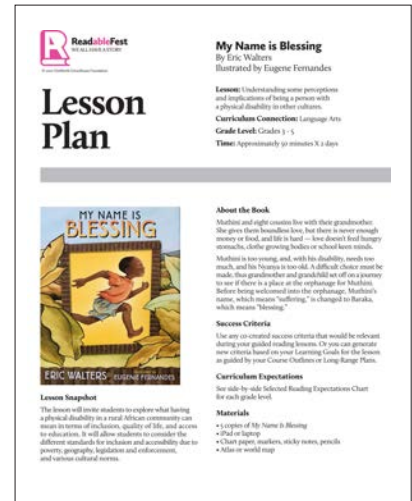 ReadableFest
WE ALL HAVE A STORY
Lesson
Plan
My Name is Blessing
By Eric Walters
Illustrated by Eugene Fernandes
Lesson: Understanding some perceptions
and implications of being a person with
a physical disability in other cultures.
Curriculum Connection: Language Arts
Grade Level: Grades 3 – 5
Time: Approximately 50 minutes X 2 days
MY NAME IS
BLESSING
ERIC WALTERS
EUGENE FERNANDES
Lesson Snapshot
The lesson will invite students to explore what having
a physical disability in a rural African community can
mean in terms of inclusion, quality of life, and access
to education. It will allow students to consider the
different standards for inclusion and accessibility due to
poverty, geography, legislation and enforcement,
and various cultural norms.
About the Book
Muthini and eight cousins live with their grandmother.
She gives them boundless love, but there is never enough
money or food, and life is hard — love doesn't feed hungry
stomachs, clothe growing bodies or school keen minds.
Muthini is too young, and, with his disability, needs too
much, and his Nyanya is too old. A difficult choice must be
made, thus grandmother and grandchild set off on a journey
to see if there is a place at the orphanage for Muthini.
Before being welcomed into the orphanage, Muthini's
name, which means "suffering," is changed to Baraka,
which means "blessing."
Success Criteria
Use any co-created success criteria that would be relevant
during your guided reading lessons. Or you can generate
new criteria based on your Learning Goals for the lesson
as guided by your Course Outlines or Long-Range Plans.
Curriculum Expectations
See side-by-side Selected Reading Expectations Chart
for each grade level.
Materials
• 5 copies of My Name Is Blessing
• iPad or laptop
• Chart paper, markers, sticky notes, pencils
• Atlas or world map